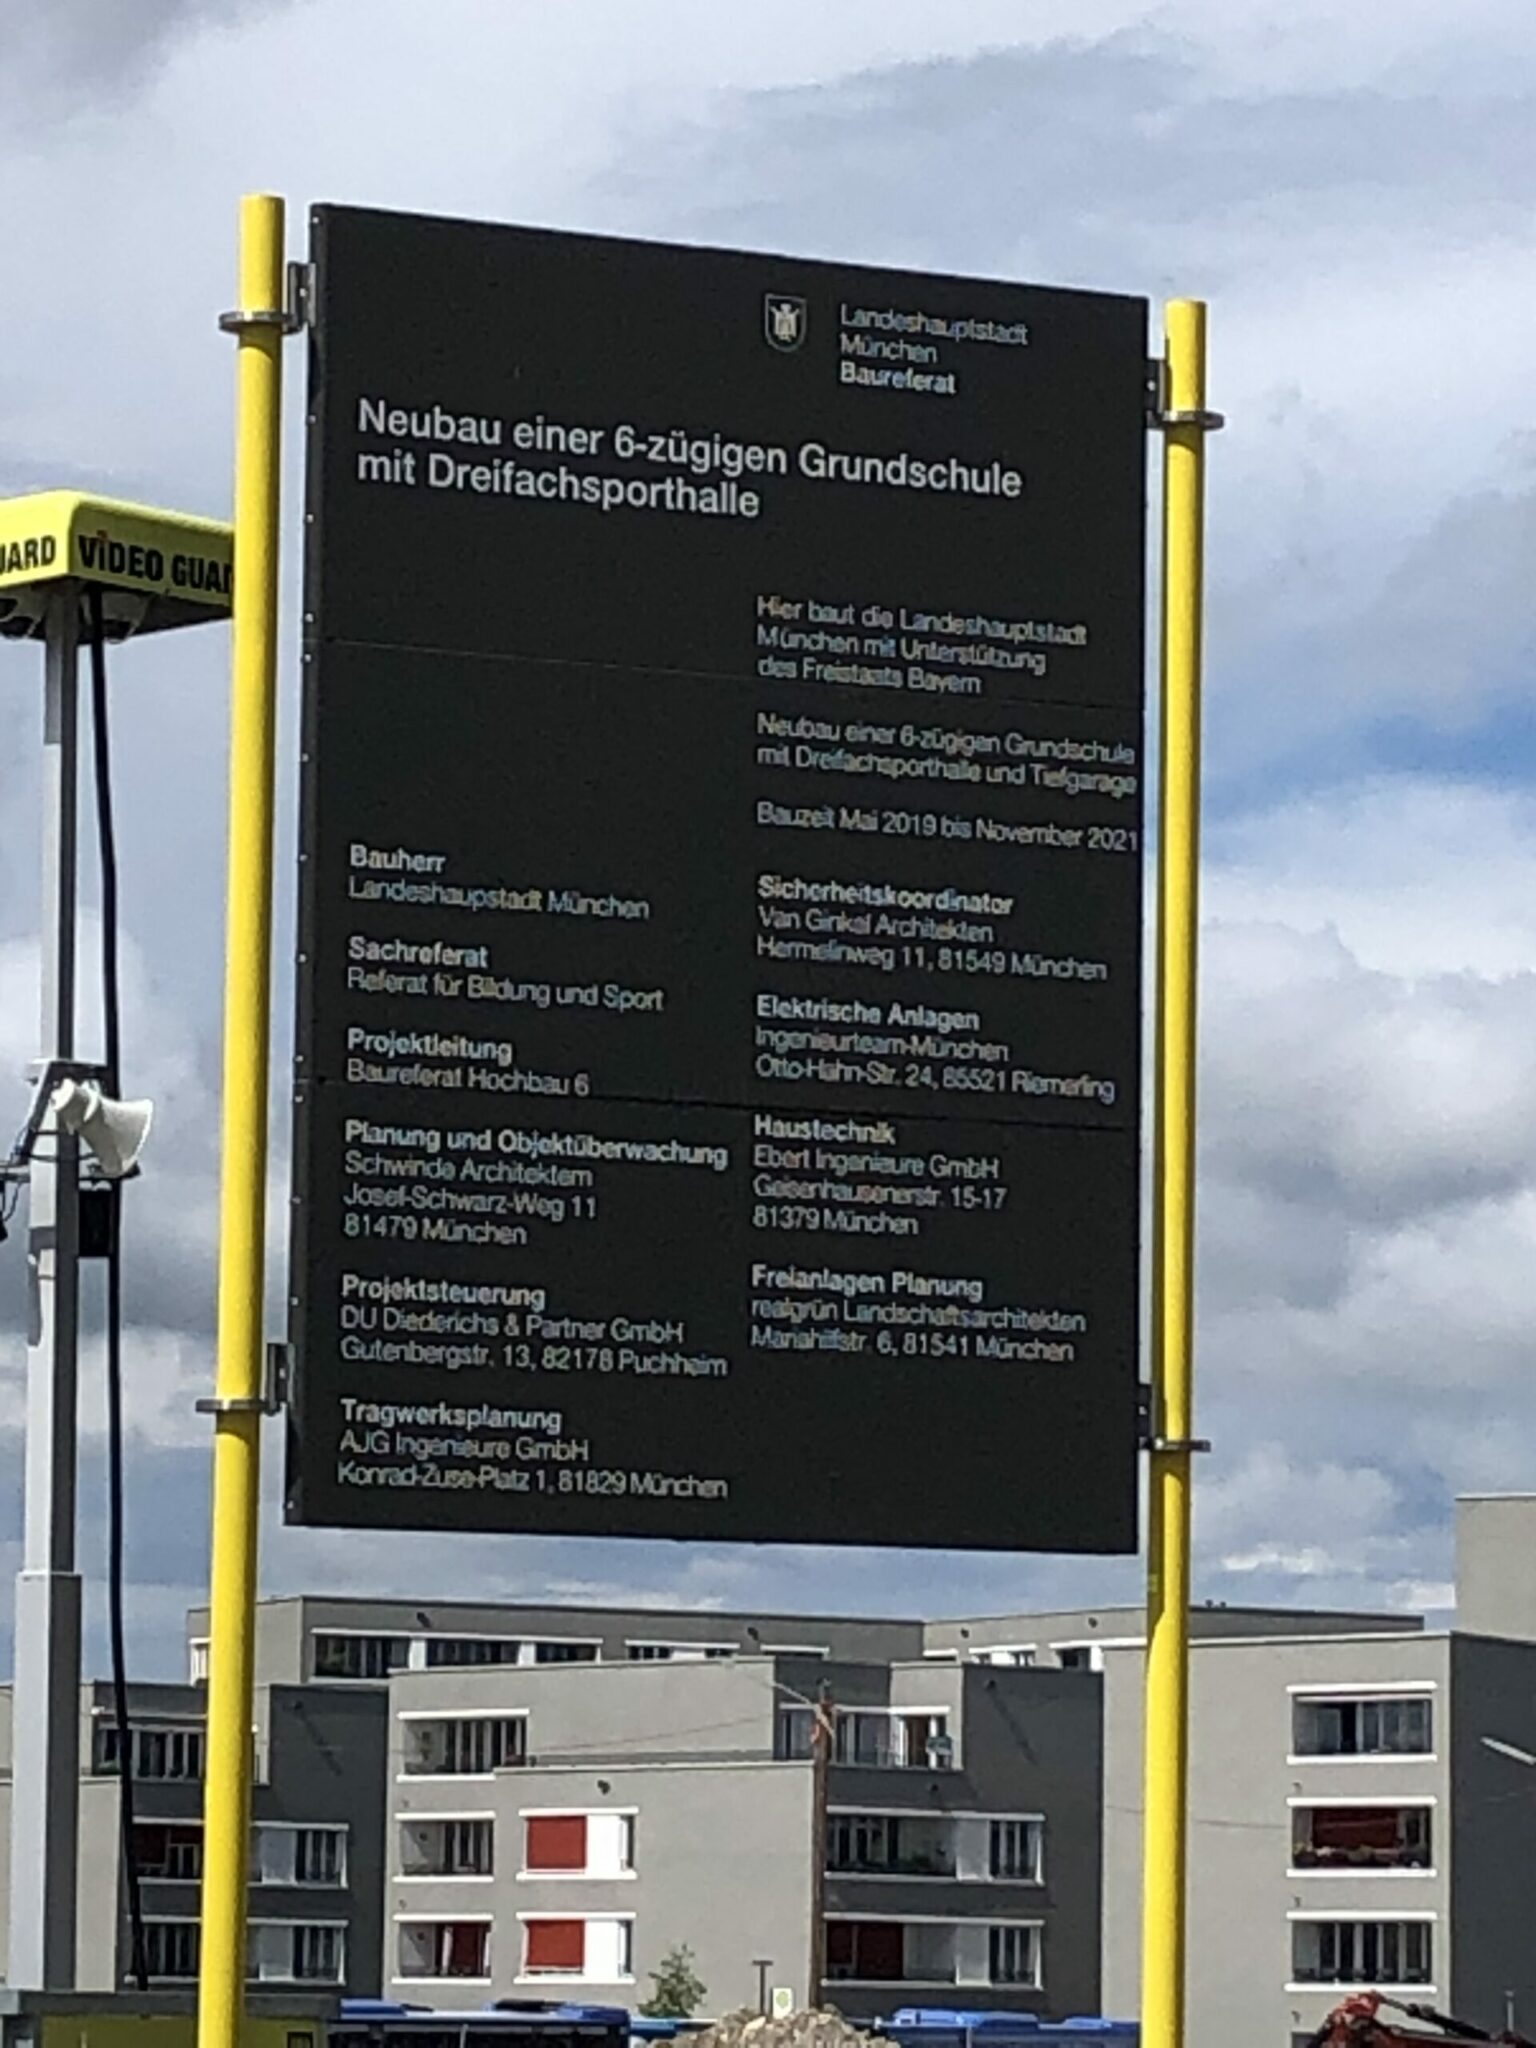 Landeshauptstadt
München
Baureferat
Neubau einer 6-zügigen Grundschule
mit Dreifachsporthalle
Hier baut die Landeshauptstadt
München mit Unterstützung
des Freistaats Bayern
Neubau einer 6-zügigen Grundschule
mit Dreifachsporthalle und Tiefgarage
Bauzeit Mai 2019 bis November 2021
Bauherr
Landeshaupstadt München
Sachreferat
Referat für Bildung und Sport
Projektleitung
Baureferat Hochbau 6
Planung und Objektüberwachung
Schwinde Architektem
Josef-Schwarz-Weg 11
81479 München
Projektsteuerung
DU Diederichs & Partner GmbH
Gutenbergstr. 13, 82178 Puchheim
Tragwerksplanung
AJG Ingenieure GmbH
Konrad-Zuse-Platz 1, 81829 München
Sicherheitskoordinator
Van Ginkel Architekten
Hermelinweg 11, 81549 München
Elektrische Anlagen
Ingenieurteam-München
Otto-Hahn-Str. 24, 85521 Riemerling
Haustechnik
Ebert Ingenieure GmbH
Geisenhausenerstr. 15-17
81379 München
Freianlagen Planung
realgrün Landschaftsarchitekten
Mariahilfstr. 6, 81541 München
UARD
VIDEO GUAR